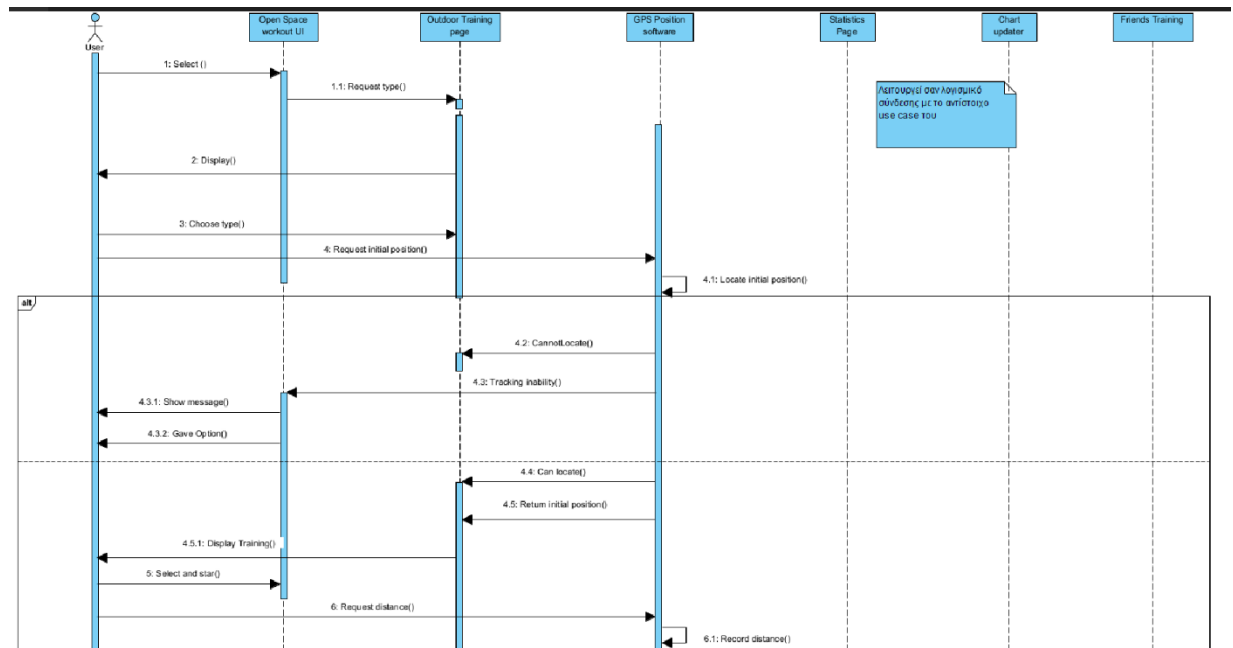 User
Open Space
workout UI
Outdoor Training
page
GPS Position
software
Statistics
Page
Chart
updater
Friends Training
1: Select ()
1.1: Request type()
Λειτουργεί σαν λογισμικό
σύνδεσης με το αντίστοιχο
use case του
2: Display()
3: Choose type()
4: Request initial position()
4.1: Locate initial position()
alt
4.2: CannotLocate()
4.3: Tracking inability()
4.3.1: Show message()
4.3.2: Gave Option()
4.4: Can locate()
4.5: Return initial position()
4.5.1: Display Training()
5: Select and star()
6: Request distance()
6.1: Record distance()